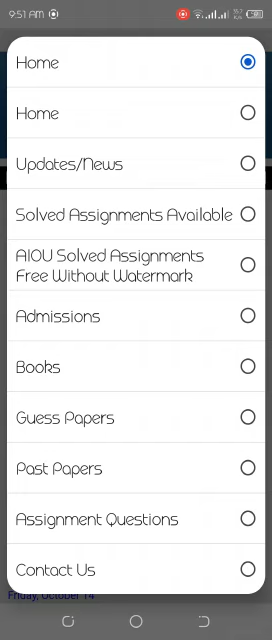 9:51 AM
Home
Home
Updates/News
Solved Assignments Available
AIOU Solved Assignments
Free Without Watermark
Admissions
Books
Guess Papers
Past Papers
Assignment Questions
Contact Us
Friday, October 14